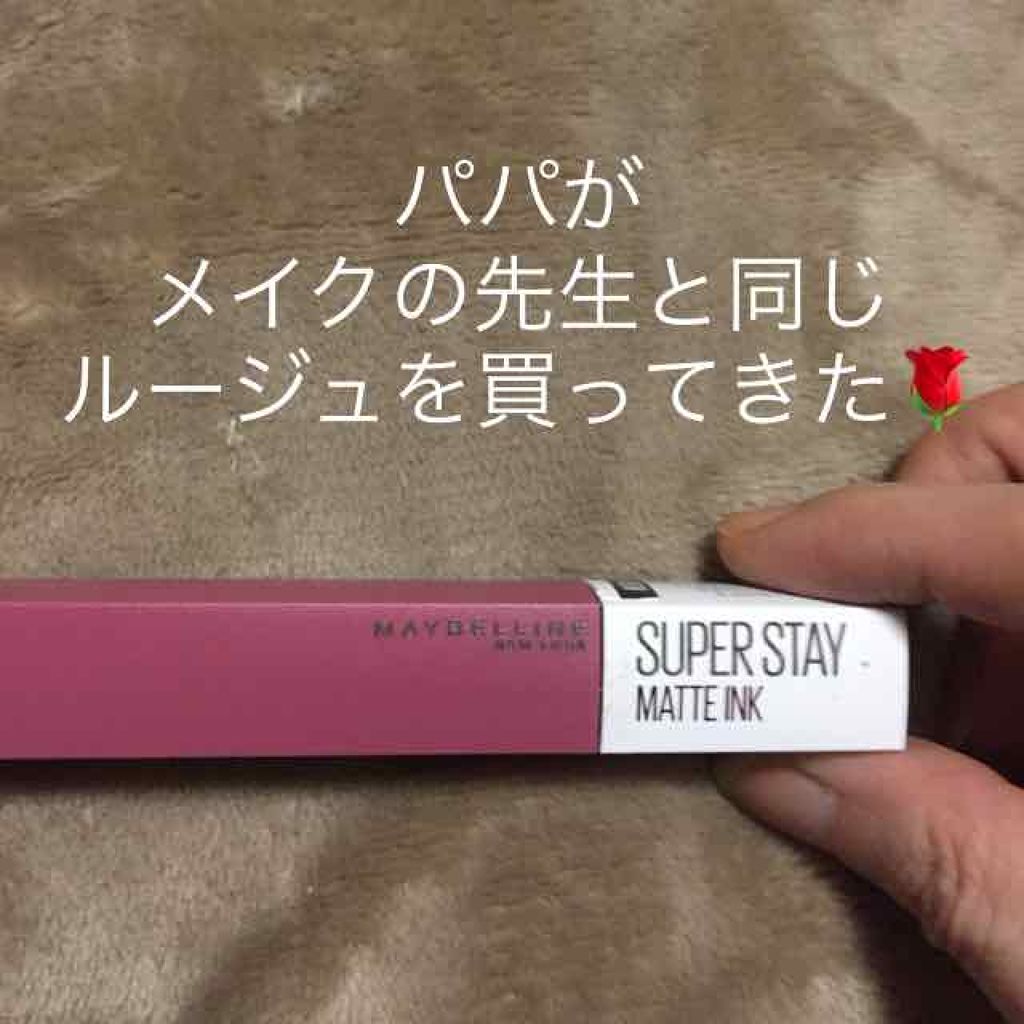 パパが
メイクの先生と同じ
ルージュを買ってきた🌹
MAYBELLINE
NEW YORK
SUPER STAY
MATTE INK